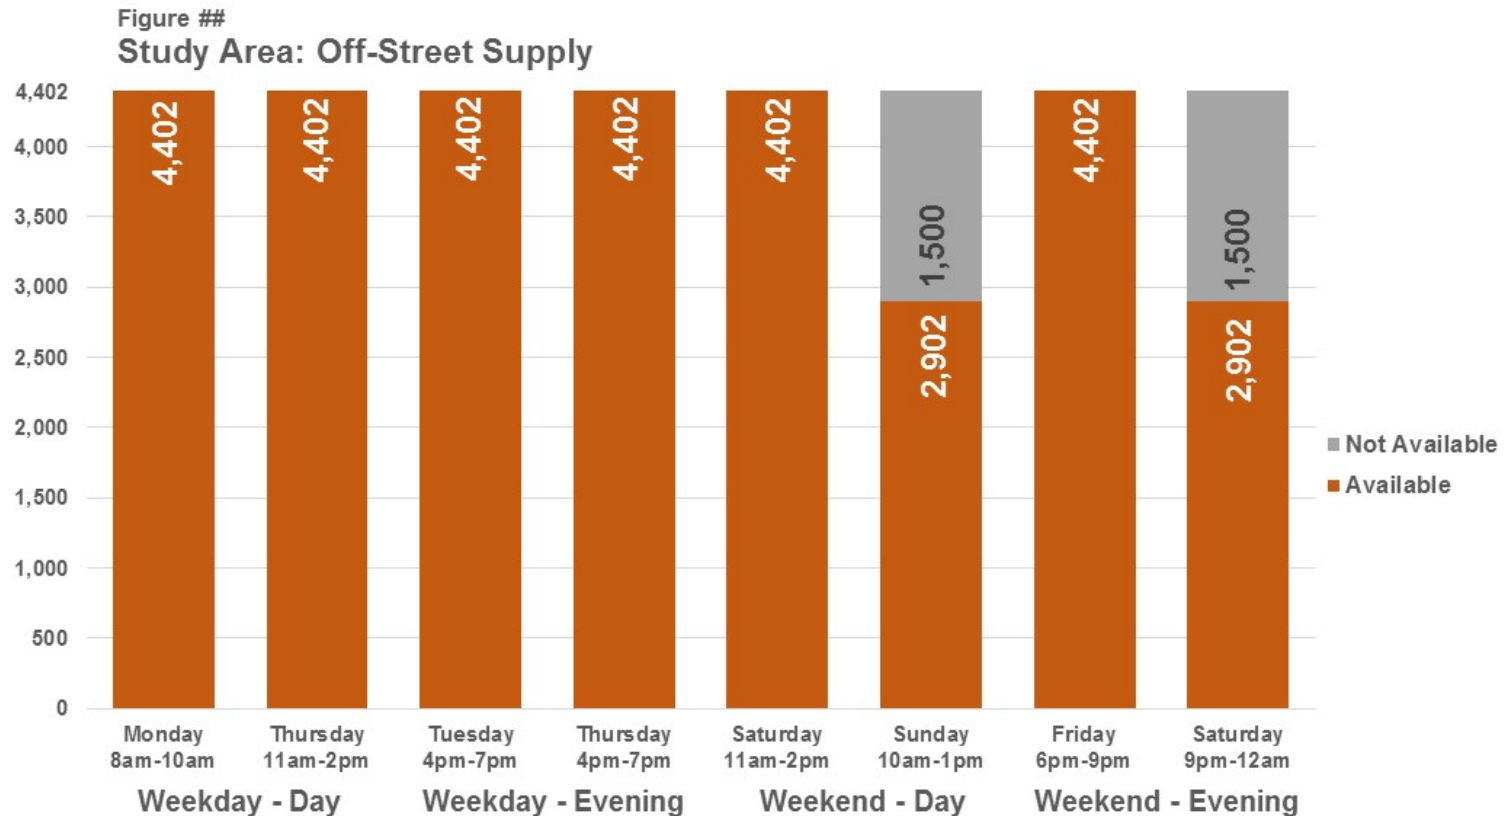 Figure ##
Study Area: Off-Street Supply
4,402
4,000
3,500
3,000
2,500
2,000
1,500
1,000
500
0
4,402
4,402
4,402
4,402
4,402
1,500
2,902
4,402
1,500
2,902
Not Available
Available
Monday
8am-10am
Thursday
11am-2pm
Tuesday
4pm-7pm
Thursday
4pm-7pm
Saturday
11am-2pm
Sunday
10am-1pm
Friday
6pm-9pm
Saturday
9pm-12am
Weekday - Day
Weekday - Evening
Weekend - Day
Weekend - Evening